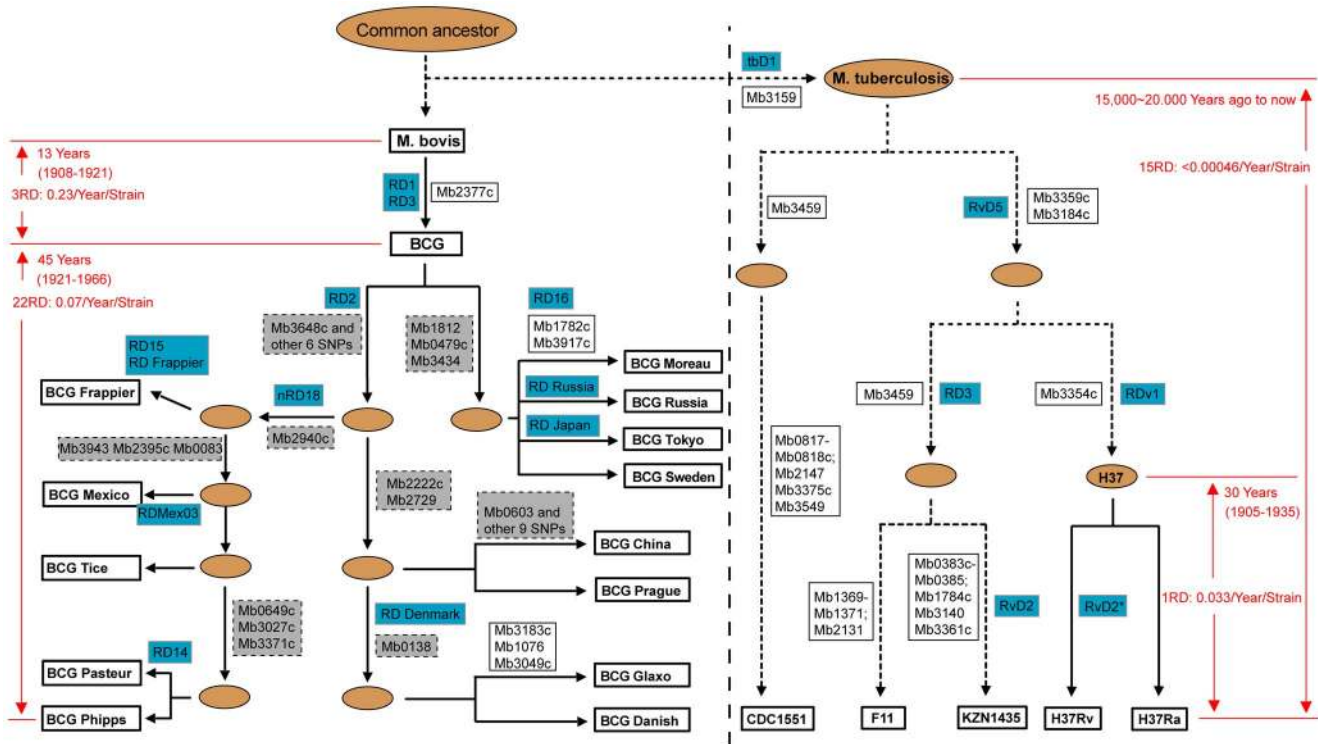 Common ancestor
tbD1
Mb3159
M. tuberculosis
15,000~20.000 Years ago to now
15RD: <0.00046/Year/Strain
M. bovis
13 Years
(1908-1921)
3RD: 0.23/Year/Strain
RD1
RD3
Mb2377c
BCG
45 Years
(1921-1966)
22RD: 0.07/Year/Strain
RD2
Mb3648c and
other 6 SNPs
Mb1812
Mb0479c
Mb3434
RD16
Mb1782c
Mb3917c
BCG Moreau
RD Russia
BCG Russia
RD Japan
BCG Tokyo
BCG Sweden
RD15
RD Frappier
BCG Frappier
nRD18
Mb2940c
Mb3943 Mb2395c Mb0083
BCG Mexico
RDMex03
BCG Tice
Mb2222c
Mb2729
Mb0603 and
other 9 SNPs
BCG China
BCG Prague
Mb0649c
Mb3027c
Mb3371c
RD14
BCG Pasteur
BCG Phipps
RD Denmark
Mb0138
Mb3183c
Mb1076
Mb3049c
BCG Glaxo
BCG Danish
Mb3459
RvD5
Mb3359c
Mb3184c
Mb3459
RD3
Mb3354c
RDv1
Mb0817-
Mb0818c;
Mb2147
Mb3375c
Mb3549
H37
30 Years
(1905-1935)
1RD: 0.033/Year/Strain
Mb1369-
Mb1371;
Mb2131
Mb0383c-
Mb0385;
Mb1784c
Mb3140
Mb3361c
RvD2
RvD2*
CDC1551
F11
KZN1435
H37Rv
H37Ra